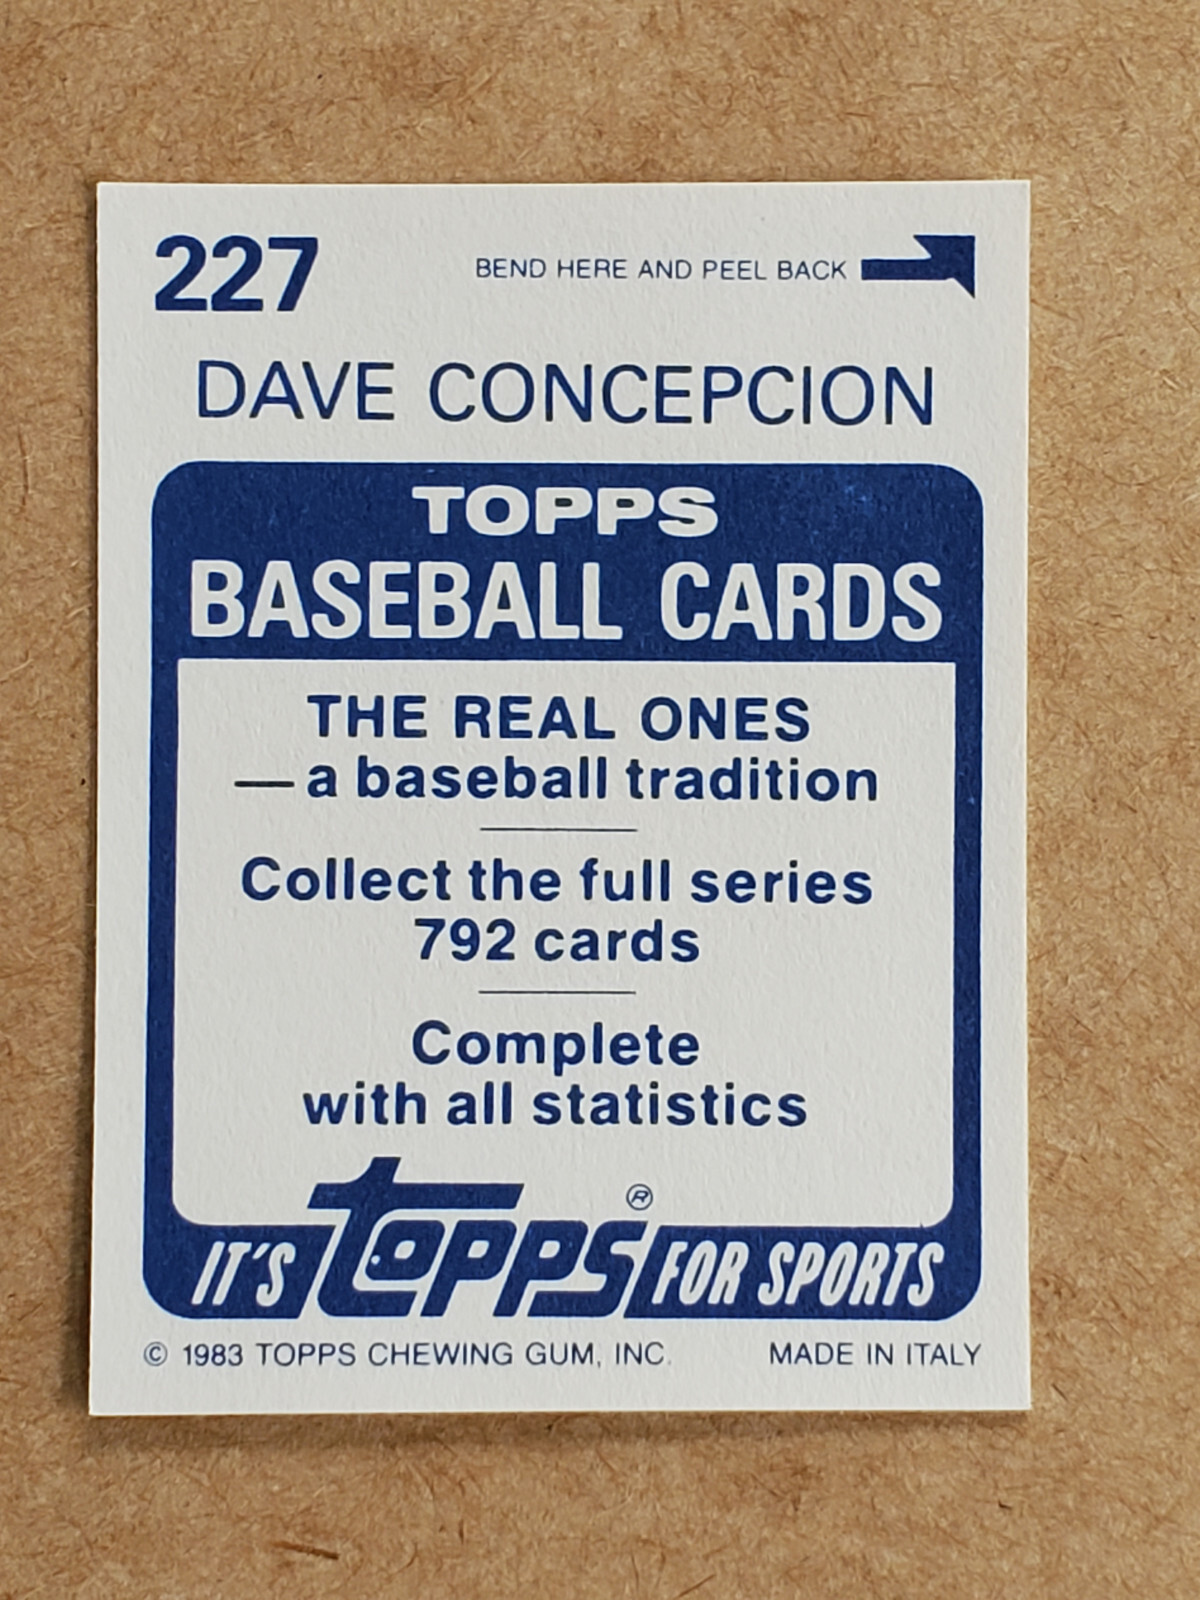 227
BEND HERE AND PEEL BACK
DAVE CONCEPCION
TOPPS
BASEBALL CARDS
THE REAL ONES
— a baseball tradition
Collect the full series
792 cards
Complete
with all statistics
IT'S topps® FOR SPORTS
© 1983 TOPPS CHEWING GUM, INC. MADE IN ITALY